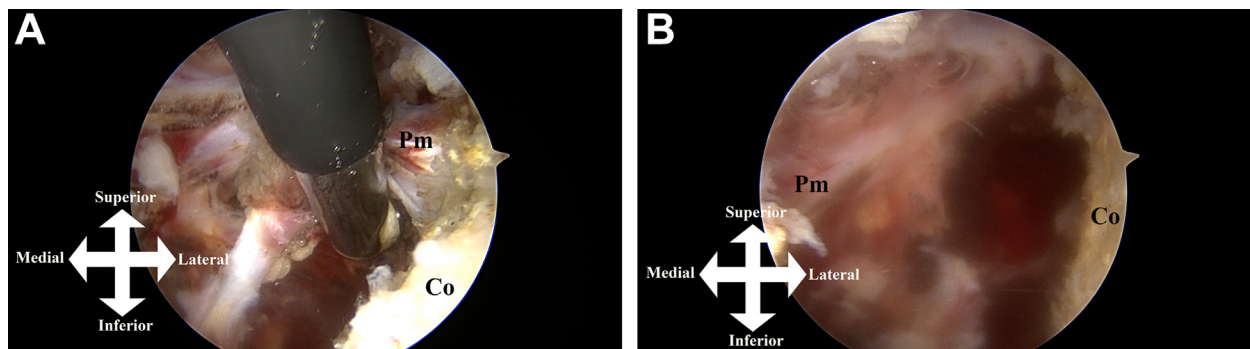 A
Pm
Superior
Medial
Lateral
Co
Inferior
B
Pm
Superior
Co
Medial
Lateral
Inferior